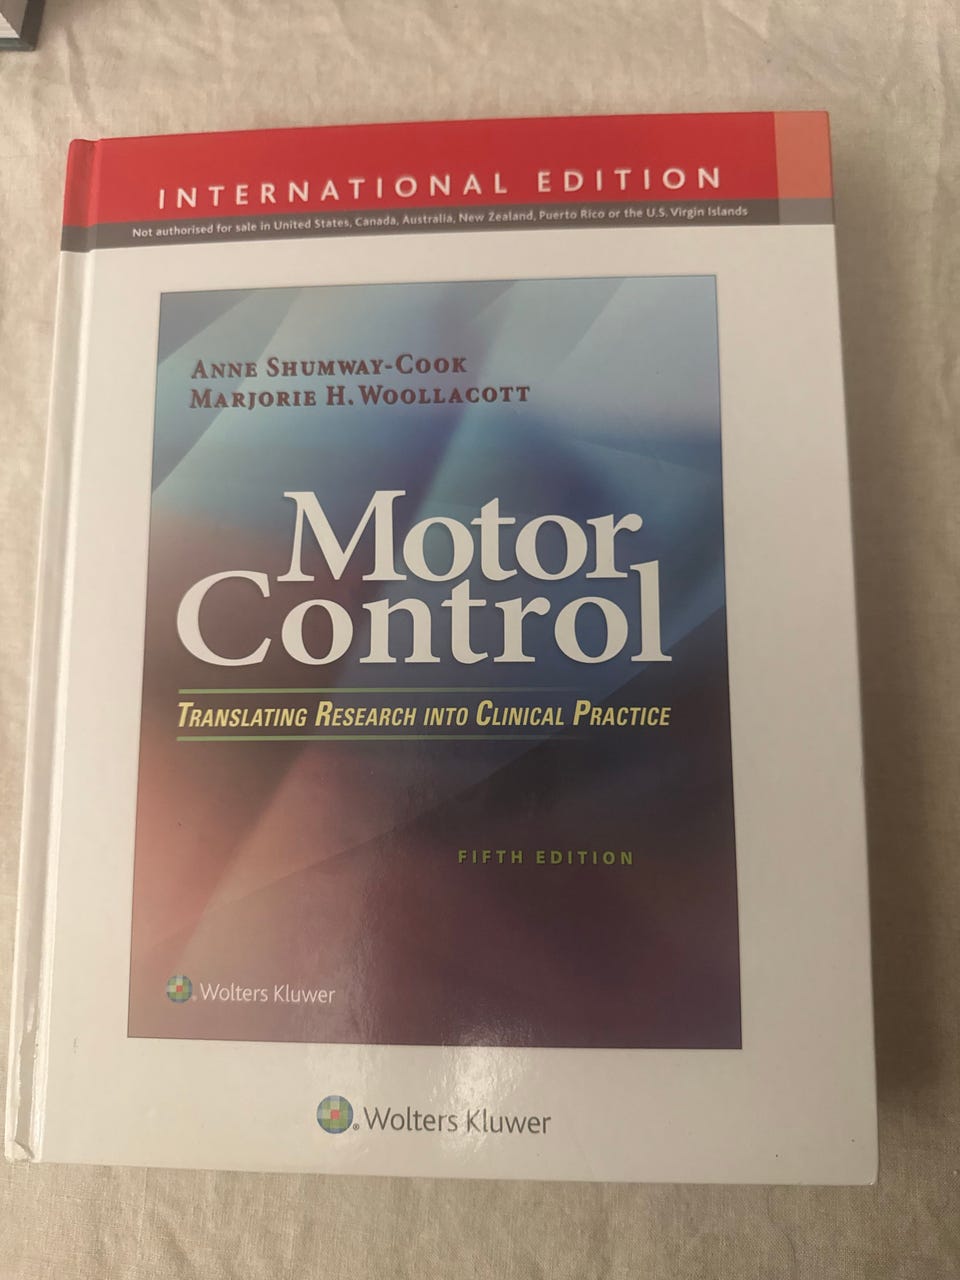 INTERNATIONAL EDITION
Not authorised for sale in United States, Canada, Australia, New Zealand, Puerto Rico or the U.S. Virgin Islands
ANNE SHUMWAY-COOK
MARJORIE H. WOOLLACOTT
Motor
Control
TRANSLATING RESEARCH INTO CLINICAL PRACTICE
FIFTH EDITION
Wolters Kluwer
Wolters Kluwer